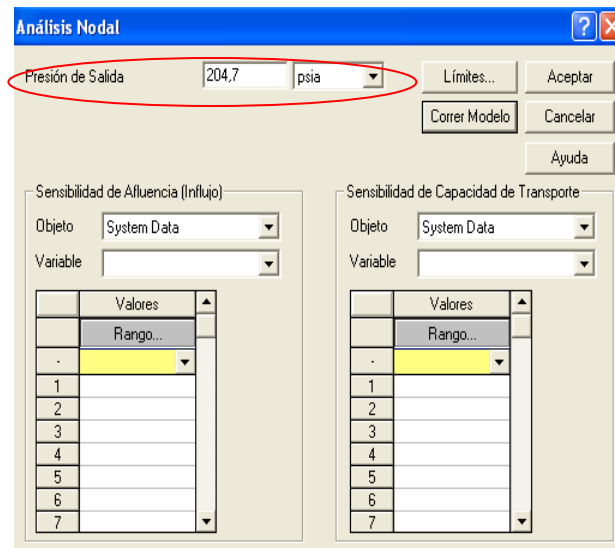 Análisis Nodal
Presión de Salida 204,7 psia Límites... Aceptar
Correr Modelo Cancelar
Ayuda
Sensibilidad de Afluencia (Influjo)
Objeto System Data
Variable
Valores
Rango...
-
1
2
3
4
5
6
7
Sensibilidad de Capacidad de Transporte
Objeto System Data
Variable
Valores
Rango...
-
1
2
3
4
5
6
7